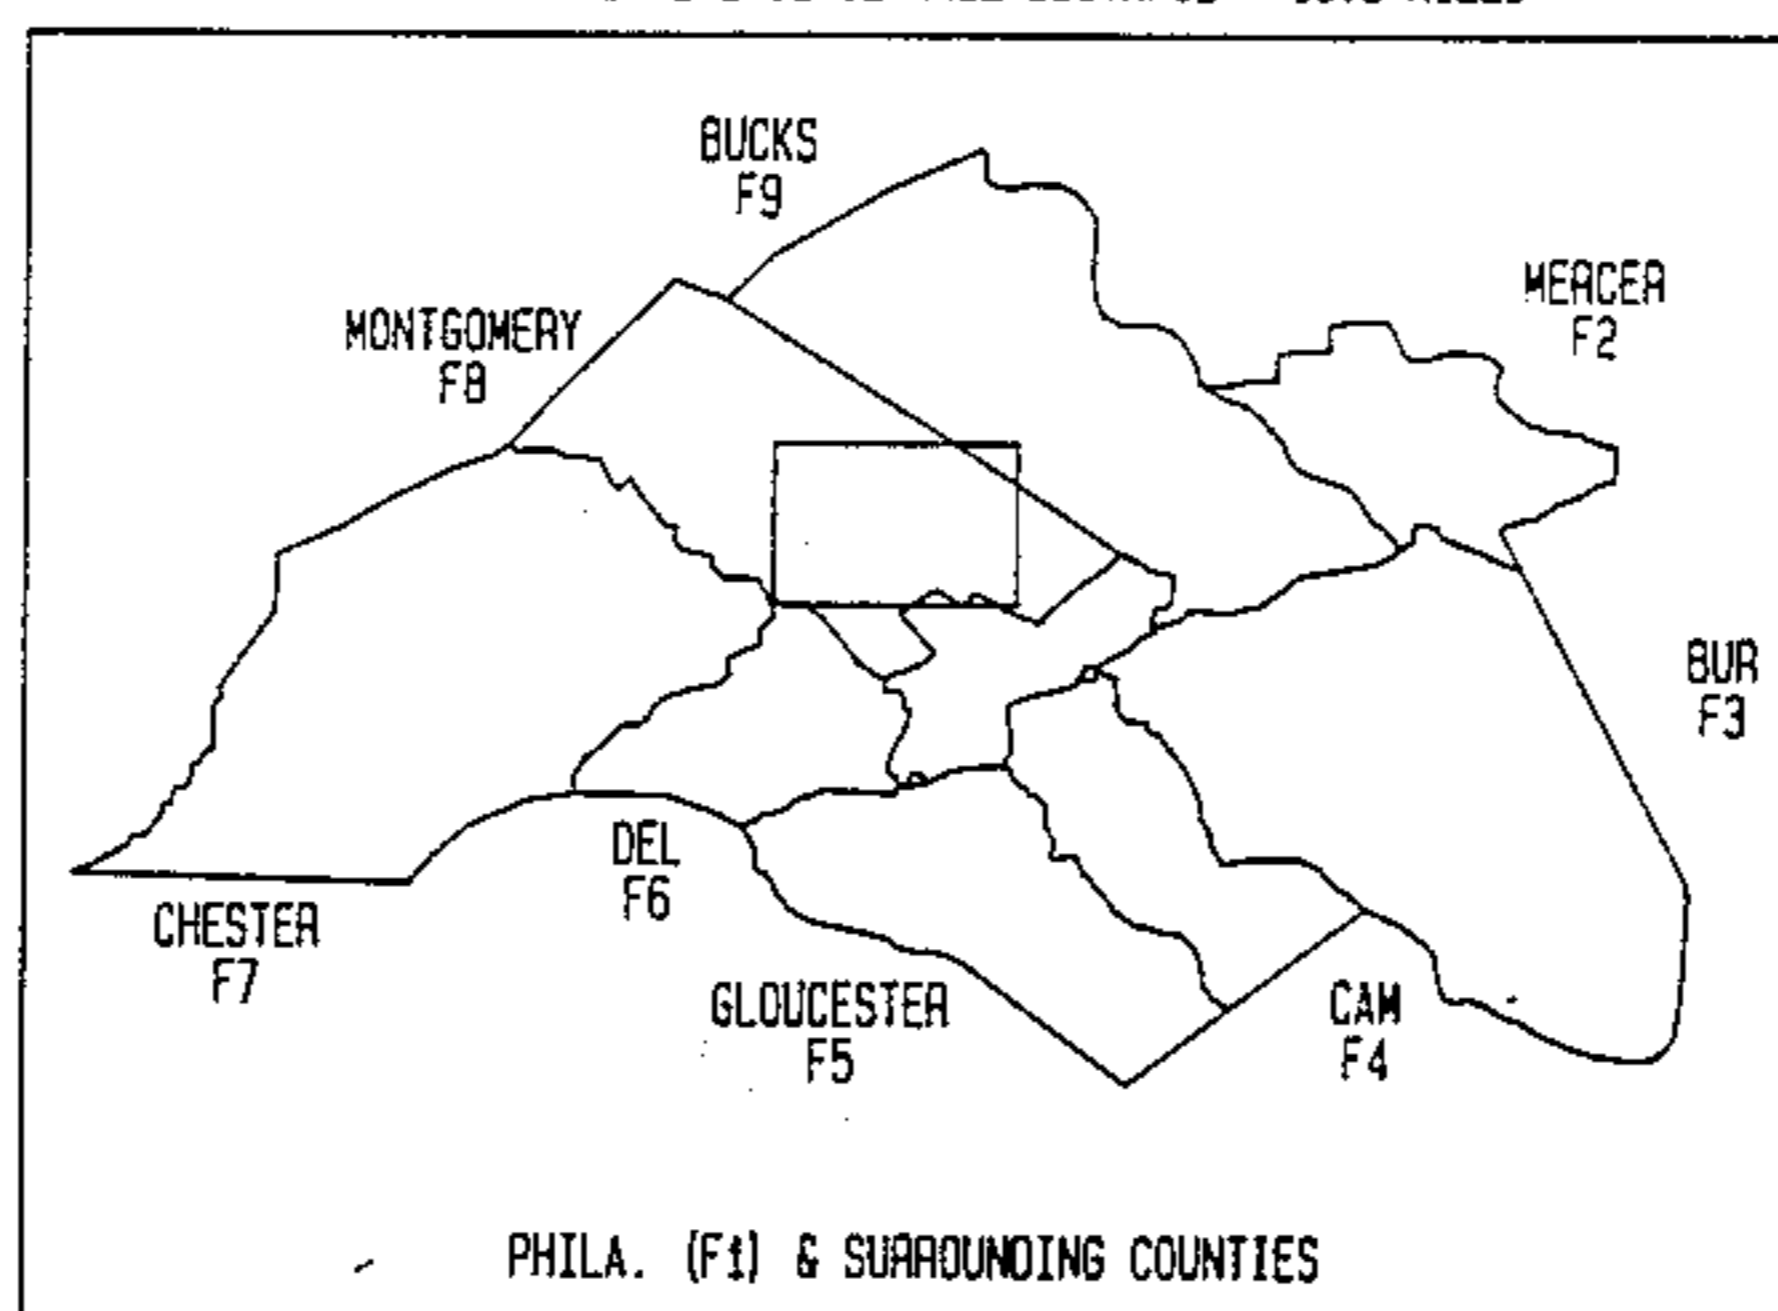 BUCKS
F9
MERCER
F2
MONTGOMERY
F8
BUR
F3
DEL
F6
CHESTER
F7
GLOUCESTER
F5
CAM
F4
PHILA. (F1) & SURROUNDING COUNTIES